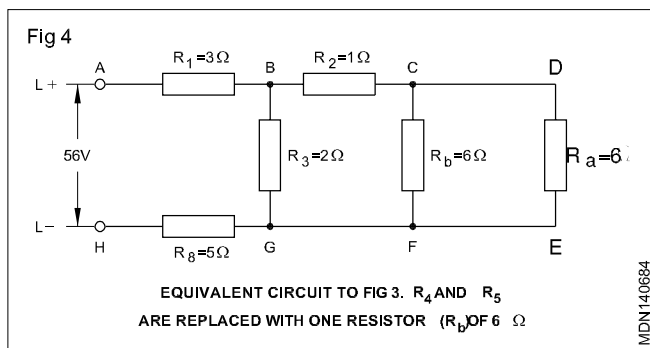 Fig 4
A
R1=3Ω
B
R2=1Ω
C
D
L +
56V
R3=2Ω
Rb=6Ω
Ra=6
L−
H
R8=5Ω
G
F
E
EQUIVALENT CIRCUIT TO FIG 3. R4 AND R5
ARE REPLACED WITH ONE RESISTOR (Rb) OF 6 Ω
MDN140684